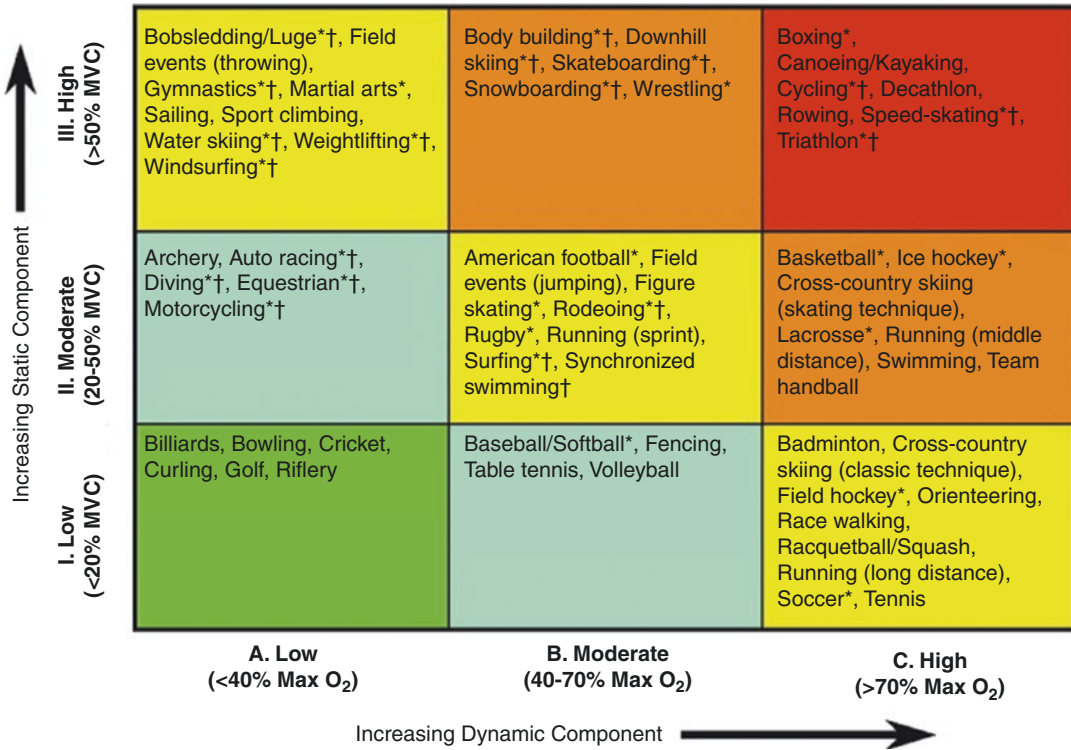 Increasing Static Component
III. High
(>50% MVC)
Bobsledding/Luge*†, Field
events (throwing),
Gymnastics*†, Martial arts*,
Sailing, Sport climbing,
Water skiing*†, Weightlifting*†,
Windsurfing*†
Body building*†, Downhill
skiing*†, Skateboarding*†,
Snowboarding*†, Wrestling*
Boxing*,
Canoeing/Kayaking,
Cycling*†, Decathlon,
Rowing, Speed-skating*†,
Triathlon*†
II. Moderate
(20-50% MVC)
Archery, Auto racing*†,
Diving*†, Equestrian*†,
Motorcycling*†
American football*, Field
events (jumping), Figure
skating*, Rodeoing*†,
Rugby*, Running (sprint),
Surfing*†, Synchronized
swimming†
Basketball*, Ice hockey*,
Cross-country skiing
(skating technique),
Lacrosse*, Running (middle
distance), Swimming, Team
handball
I. Low
(<20% MVC)
Billiards, Bowling, Cricket,
Curling, Golf, Riflery
Baseball/Softball*, Fencing,
Table tennis, Volleyball
Badminton, Cross-country
skiing (classic technique),
Field hockey*, Orienteering,
Race walking,
Racquetball/Squash,
Running (long distance),
Soccer*, Tennis
A. Low
(<40% Max O₂)
B. Moderate
(40-70% Max O₂)
C. High
(>70% Max O₂)
Increasing Dynamic Component